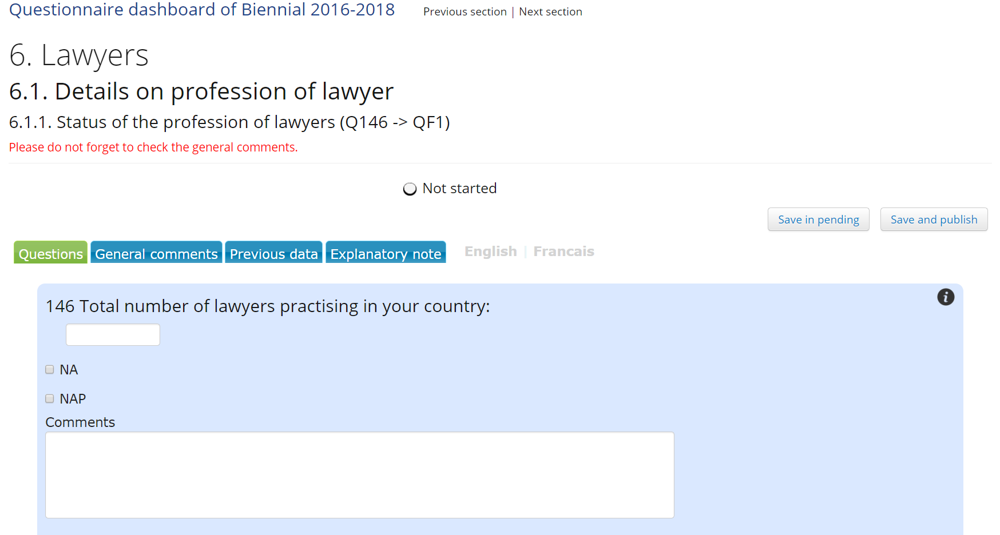 Questionnaire dashboard of Biennial 2016-2018 Previous section | Next section
6. Lawyers
6.1. Details on profession of lawyer
6.1.1. Status of the profession of lawyers (Q146 -> QF1)
Please do not forget to check the general comments.
Not started
Save in pending Save and publish
Questions General comments Previous data Explanatory note English | Francais
146 Total number of lawyers practising in your country: i
NA
NAP
Comments